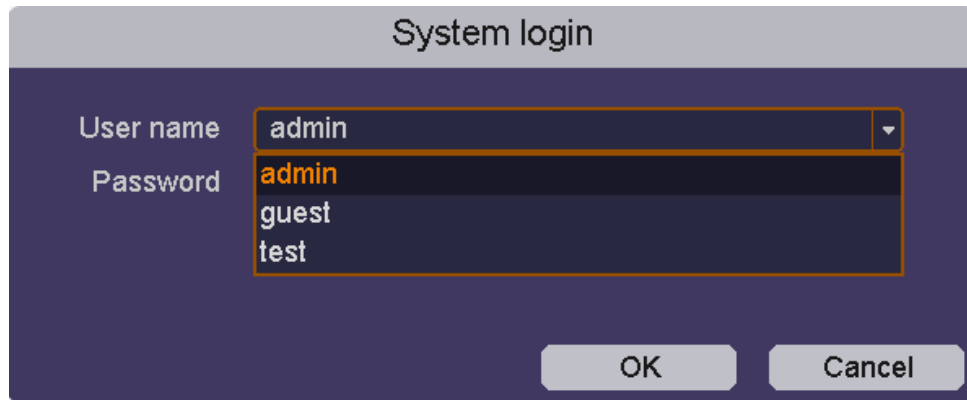 System login
User name admin
Password
admin
guest
test
OK Cancel